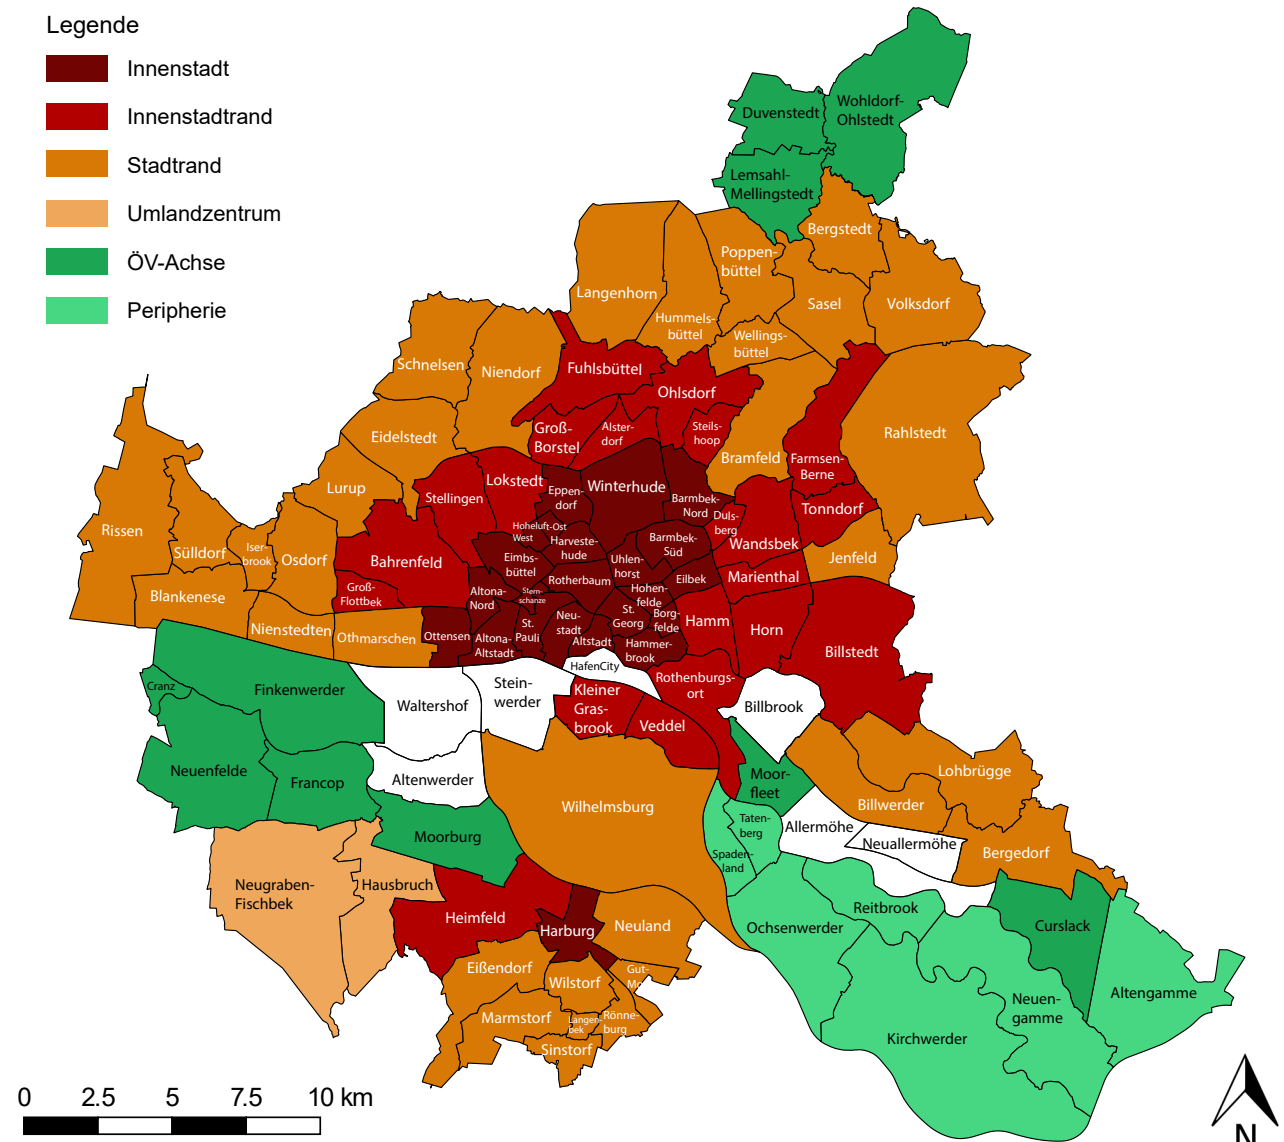 Legende
Innenstadt
Innenstadtrand
Stadtrand
Umlandzentrum
ÖV-Achse
Peripherie
Wohldorf-
Ohlstedt
Duvenstedt
Lemsahl-
Mellingstedt
Bergstedt
Poppen-
büttel
Langenhorn
Sasel
Volksdorf
Hummels-
büttel
Wellings-
büttel
Schnelsen
Niendorf
Fuhlsbüttel
Ohlsdorf
Eidelstedt
Groß-
Borstel
Alster-
dorf
Steils-
hoop
Bramfeld
Farmsen-
Berne
Rahlstedt
Lurup
Stellingen
Lokstedt
Eppen-
dorf
Winterhude
Barmbek-
Nord
Duls-
berg
Tonndorf
Rissen
Sülldorf
Iser-
brook
Osdorf
Bahrenfeld
Hoheluft-Ost
West
Harveste-
hude
Barmbek-
Süd
Wandsbek
Jenfeld
Eimbs-
büttel
Uhlen-
horst
Rotherbaum
Eilbek
Marienthal
Blankenese
Groß-
Flottbek
Altona-
Nord
Stern-
schanze
Hohen-
felde
Nienstedten
Othmarschen
Ottensen
Altona-
Altstadt
St.
Pauli
Neu-
stadt
Altstadt
St.
Georg
Borg-
felde
Hammer-
brook
Hamm
Horn
Billstedt
HafenCity
Cranz
Finkenwerder
Waltershof
Stein-
werder
Kleiner
Gras-
brook
Veddel
Rothenburgs-
ort
Billbrook
Neuenfelde
Francop
Altenwerder
Moor-
fleet
Lohbrügge
Moorburg
Wilhelmsburg
Billwerder
Taten-
berg
Allermöhe
Neuallermöhe
Spaden-
land
Bergedorf
Neugraben-
Fischbek
Hausbruch
Heimfeld
Harburg
Neuland
Ochsenwerder
Reitbrook
Curslack
Eißendorf
Wilstorf
Gut-
Mo
Altengamme
Neuen-
gamme
Marmstorf
Langen-
bek
Rönne-
burg
Sinstorf
Kirchwerder
0 2.5 5 7.5 10 km
N